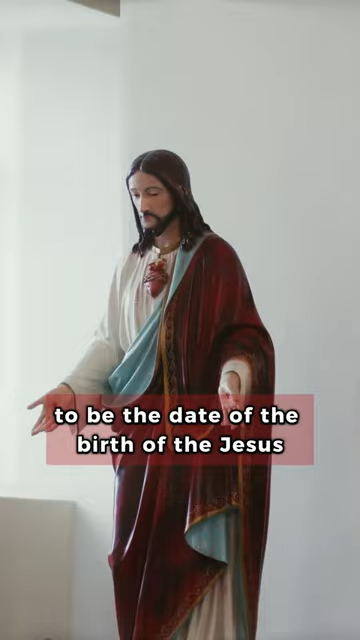 to be the date of the
birth of the Jesus